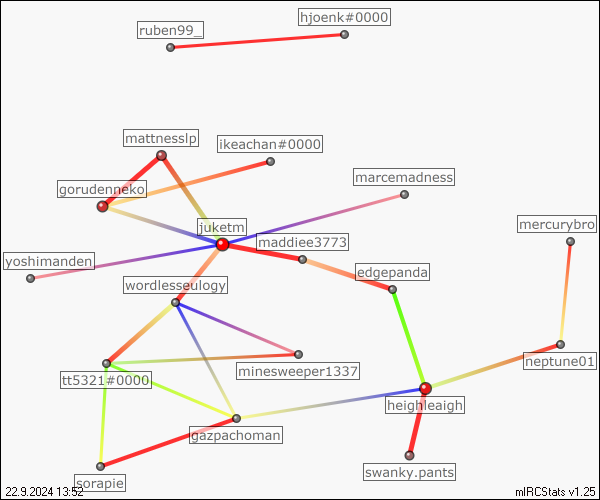 hjoenk#0000
ruben99_
mattnesslp
ikeachan#0000
marcemadness
gorudenneko
juketm
maddiee3773
mercurybro
yoshimanden
edgepanda
wordlesseulogy
neptune01
minesweeper1337
tt5321#0000
heighleaigh
gazpachoman
swanky.pants
sorapie
22.9.2024 13:52
mIRCStats v1.25